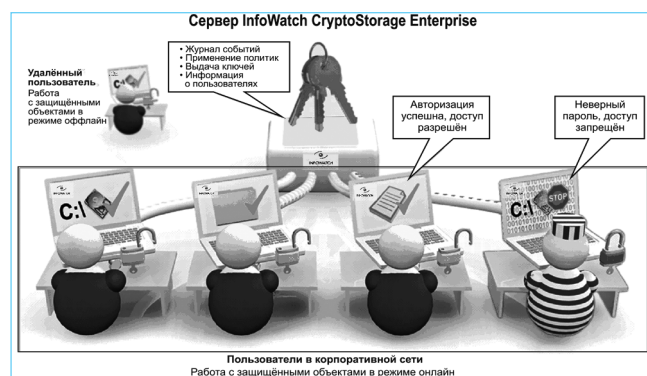 Сервер InfoWatch CryptoStorage Enterprise
• Журнал событий
• Применение политик
• Выдача ключей
• Информация
о пользователях
Удалённый
пользователь
Работа
с защищёнными
объектами в
режиме оффлайн
Авторизация
успешна, доступ
разрешён
Неверный
пароль, доступ
запрещён
INFOWATCH
C:\
C:\
STOP
Пользователи в корпоративной сети
Работа с защищёнными объектами в режиме онлайн